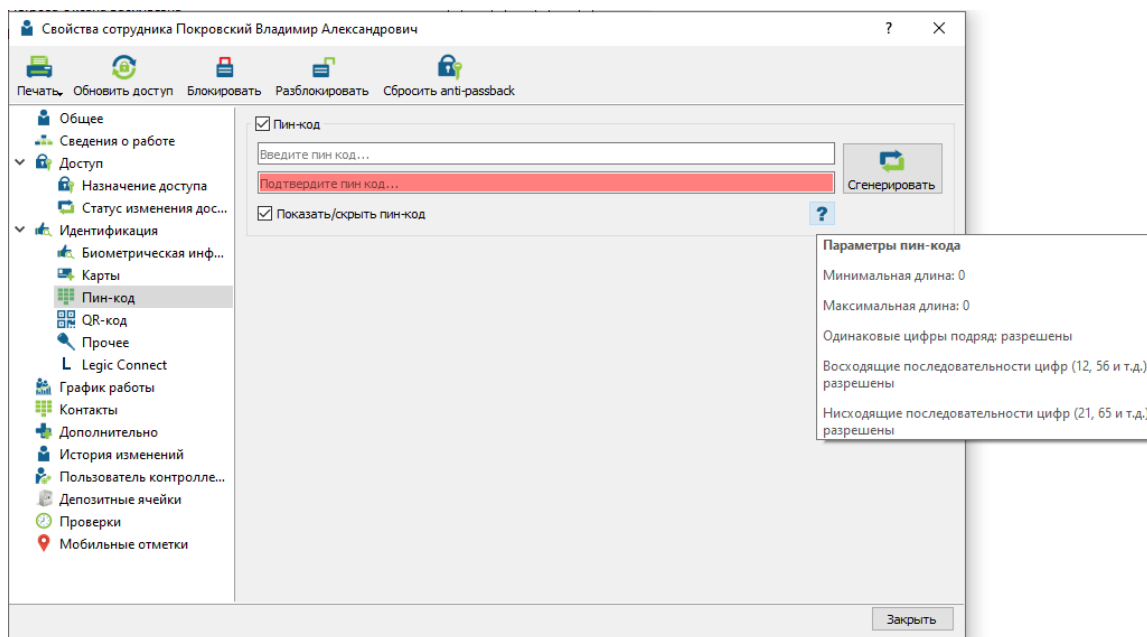 Свойства сотрудника Покровский Владимир Александрович
?
Печать
Обновить доступ
Блокировать
Разблокировать
Сбросить anti-passback
Общее
Сведения о работе
Доступ
Назначение доступа
Статус изменения дос...
Идентификация
Биометрическая инф...
Карты
Пин-код
QR-код
Прочее
L Legic Connect
График работы
Контакты
Дополнительно
История изменений
Пользователь контролле...
Депозитные ячейки
Проверки
Мобильные отметки
Пин-код
Введите пин код...
Подтвердите пин код...
Сгенерировать
Показать/скрыть пин-код
?
Параметры пин-кода
Минимальная длина: 0
Максимальная длина: 0
Одинаковые цифры подряд: разрешены
Восходящие последовательности цифр (12, 56 и т.д.)
разрешены
Нисходящие последовательности цифр (21, 65 и т.д.)
разрешены
Закрыть